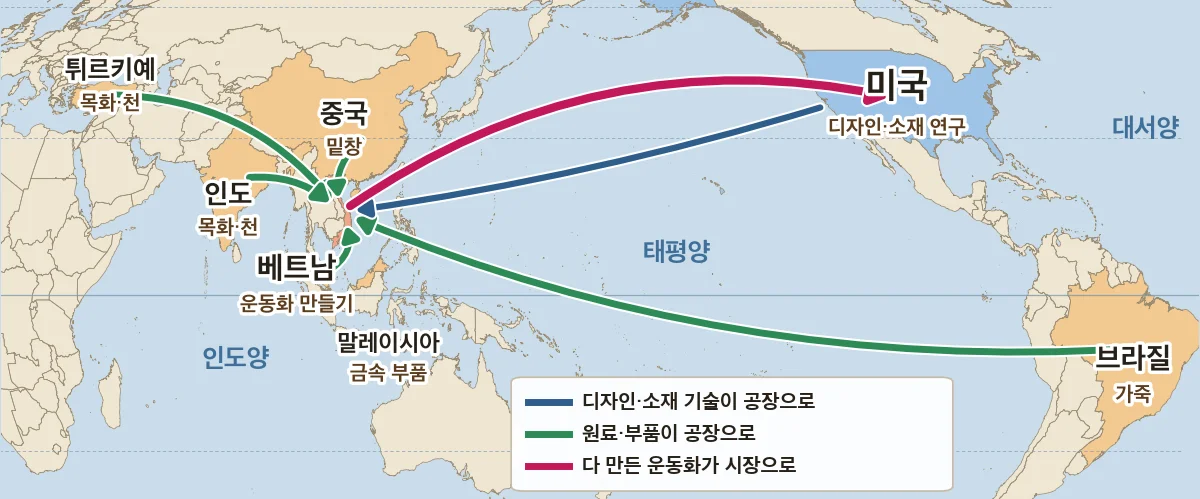 튀르키예
목화·천
중국
밑창
미국
디자인·소재 연구
대서양
인도
목화·천
태평양
베트남
운동화 만들기
말레이시아
금속 부품
인도양
브라질
가죽
디자인·소재 기술이 공장으로
원료·부품이 공장으로
다 만든 운동화가 시장으로